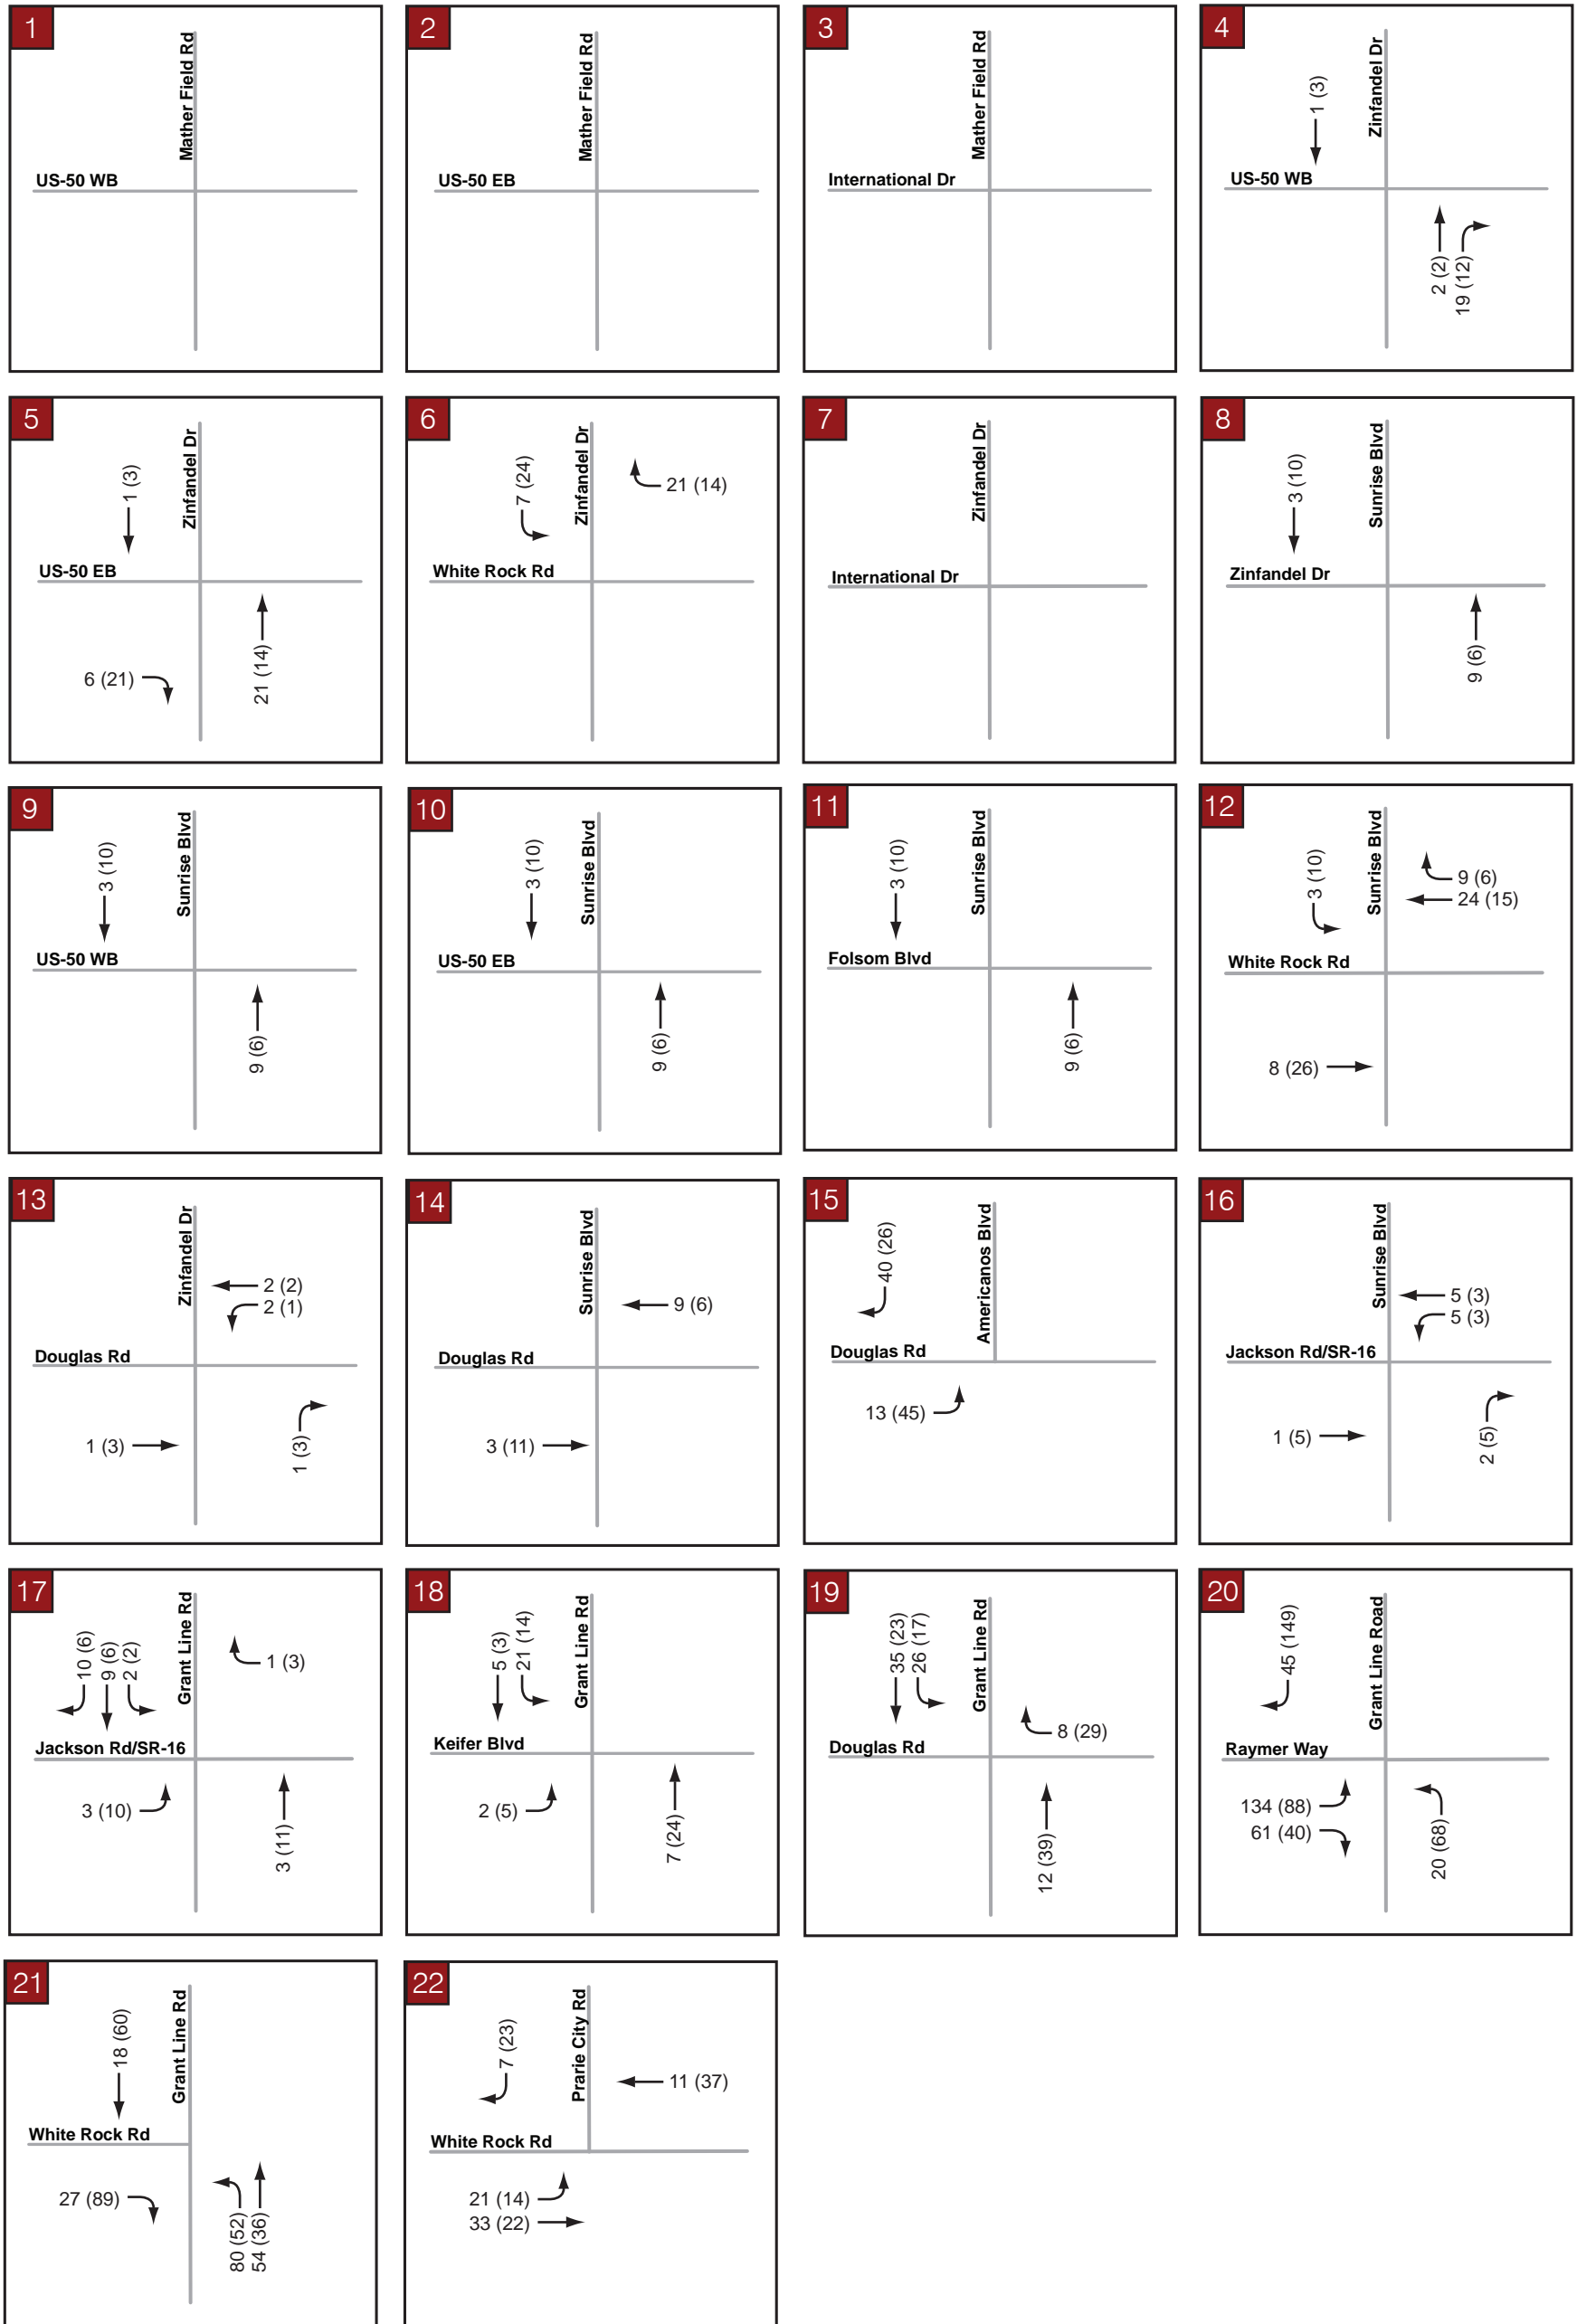 1
Mather Field Rd
US-50 WB
2
Mather Field Rd
US-50 EB
3
Mather Field Rd
International Dr
4
Zinfandel Dr
1 (3)
US-50 WB
2 (2)
19 (12)
5
Zinfandel Dr
1 (3)
US-50 EB
6 (21)
21 (14)
6
Zinfandel Dr
7 (24)
21 (14)
White Rock Rd
7
Zinfandel Dr
International Dr
8
Sunrise Blvd
3 (10)
Zinfandel Dr
9 (6)
9
Sunrise Blvd
3 (10)
US-50 WB
9 (6)
10
Sunrise Blvd
3 (10)
US-50 EB
9 (6)
11
Sunrise Blvd
3 (10)
Folsom Blvd
9 (6)
12
Sunrise Blvd
3 (10)
9 (6)
24 (15)
White Rock Rd
8 (26)
13
Zinfandel Dr
2 (2)
2 (1)
Douglas Rd
1 (3)
1 (3)
14
Sunrise Blvd
9 (6)
Douglas Rd
3 (11)
15
Americanos Blvd
40 (26)
Douglas Rd
13 (45)
16
Sunrise Blvd
5 (3)
5 (3)
Jackson Rd/SR-16
1 (5)
2 (5)
17
Grant Line Rd
10 (6)
9 (6)
2 (2)
1 (3)
Jackson Rd/SR-16
3 (10)
3 (11)
18
Grant Line Rd
5 (3)
21 (14)
Keifer Blvd
2 (5)
7 (24)
19
Grant Line Rd
35 (23)
26 (17)
8 (29)
Douglas Rd
12 (39)
20
Grant Line Road
45 (149)
Raymer Way
134 (88)
61 (40)
20 (68)
21
Grant Line Rd
18 (60)
White Rock Rd
27 (89)
80 (52)
54 (36)
22
Prarie City Rd
7 (23)
11 (37)
White Rock Rd
21 (14)
33 (22)